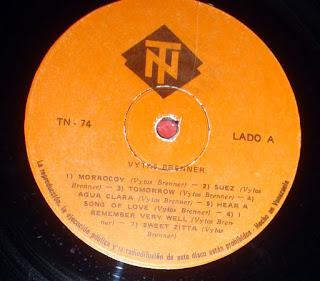 TN
TN - 74
LADO A
VYTAS BRENNER
1) MORROCOY (Vytas Brenner) - 2) SUEZ (Vytas
Brenner) - 3) TOMORROW (Vytas Brenner) - 4)
AGUA CLARA (Vytas Brenner) - 5) HEAR A
SONG OF LOVE (Vytas Brenner) - 6) I
REMEMBER VERY WELL (Vytas Bren-
ner) - 7) SWEET ZITTA (Vytas
Brenner)
La reproducción, la ejecución pública y la radiodifusión de este disco están prohibidas - Hecho en Venezuela